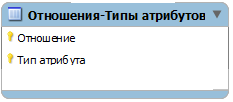 Отношения-Типы атрибутов
Отношение
Тип атрибута